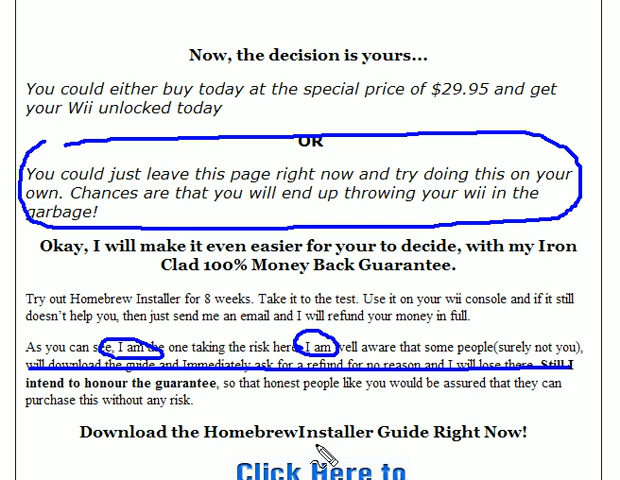 Now, the decision is yours...
You could either buy today at the special price of $29.95 and get
your Wii unlocked today
OR
You could just leave this page right now and try doing this on your
own. Chances are that you will end up throwing your wii in the
garbage!
Okay, I will make it even easier for your to decide, with my Iron
Clad 100% Money Back Guarantee.
Try out Homebrew Installer for 8 weeks. Take it to the test. Use it on your wii console and if it still
doesn't help you, then just send me an email and I will refund your money in full.
As you can see, I am the one taking the risk here. I am well aware that some people(surely not you),
will download the guide and Immediately ask for a refund for no reason and I will lose there. Still I
intend to honour the guarantee, so that honest people like you would be assured that they can
purchase this without any risk.
Download the HomebrewInstaller Guide Right Now!
Click Here to